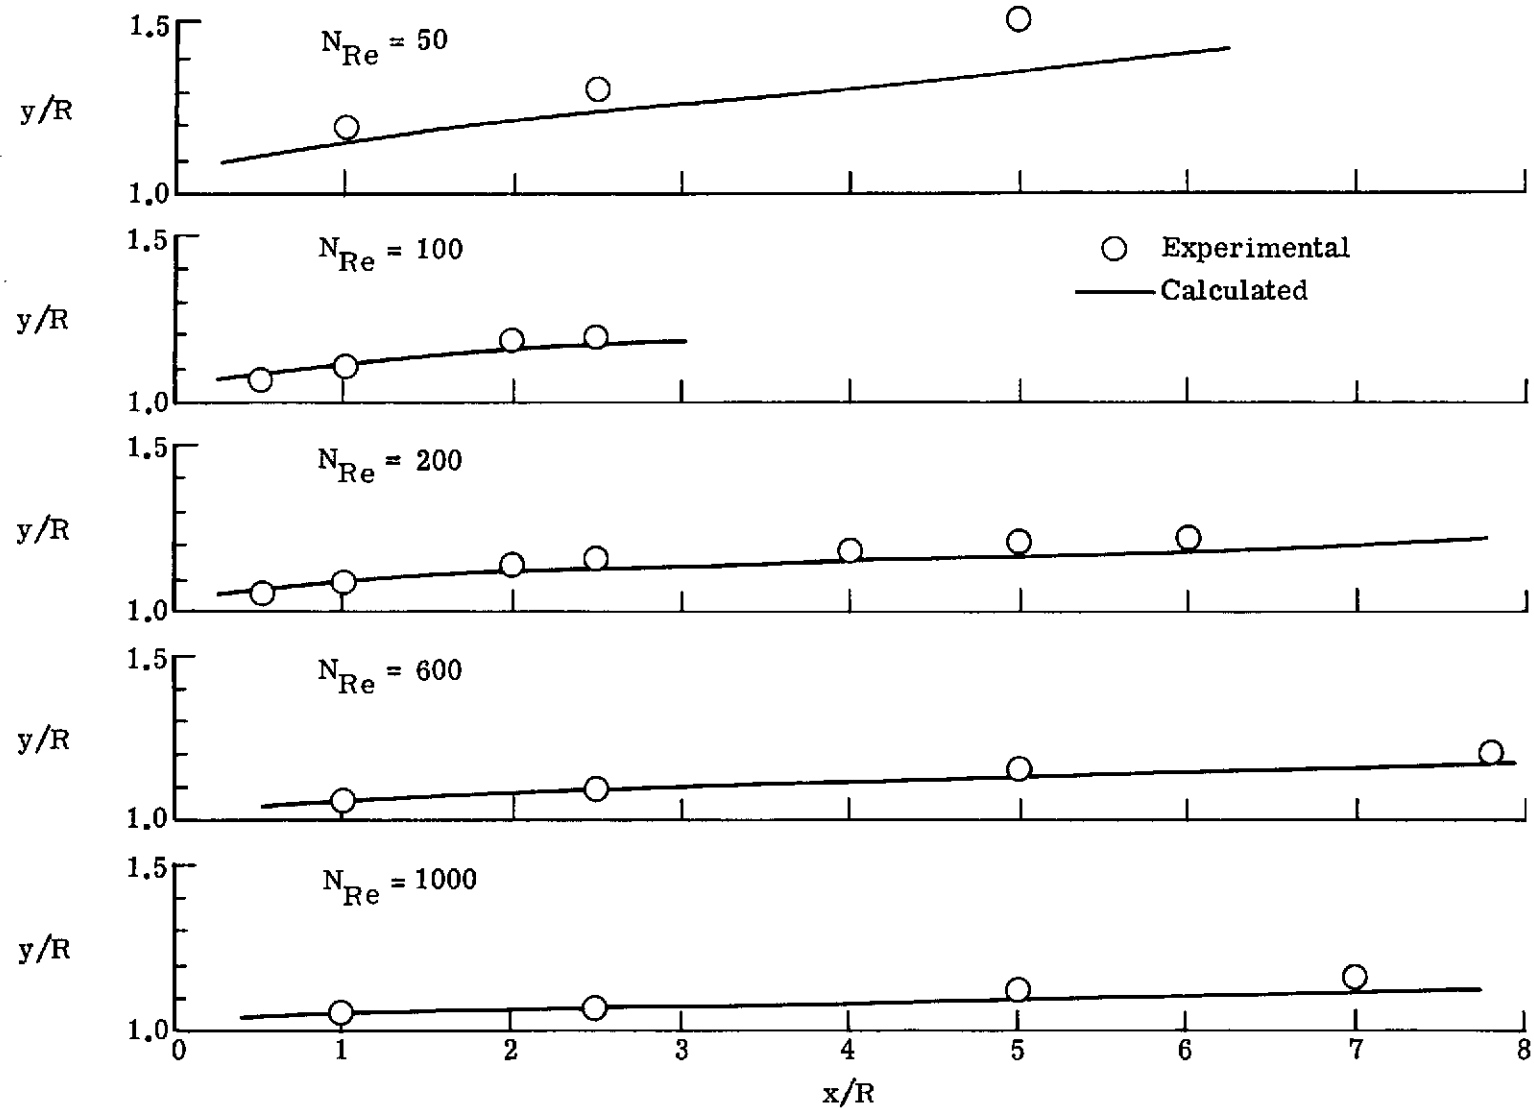 1.5
N_Re = 50
y/R
1.0
1.5
N_Re = 100
Experimental
Calculated
y/R
1.0
1.5
N_Re = 200
y/R
1.0
1.5
N_Re = 600
y/R
1.0
1.5
N_Re = 1000
y/R
1.0
0 1 2 3 4 5 6 7 8
x/R